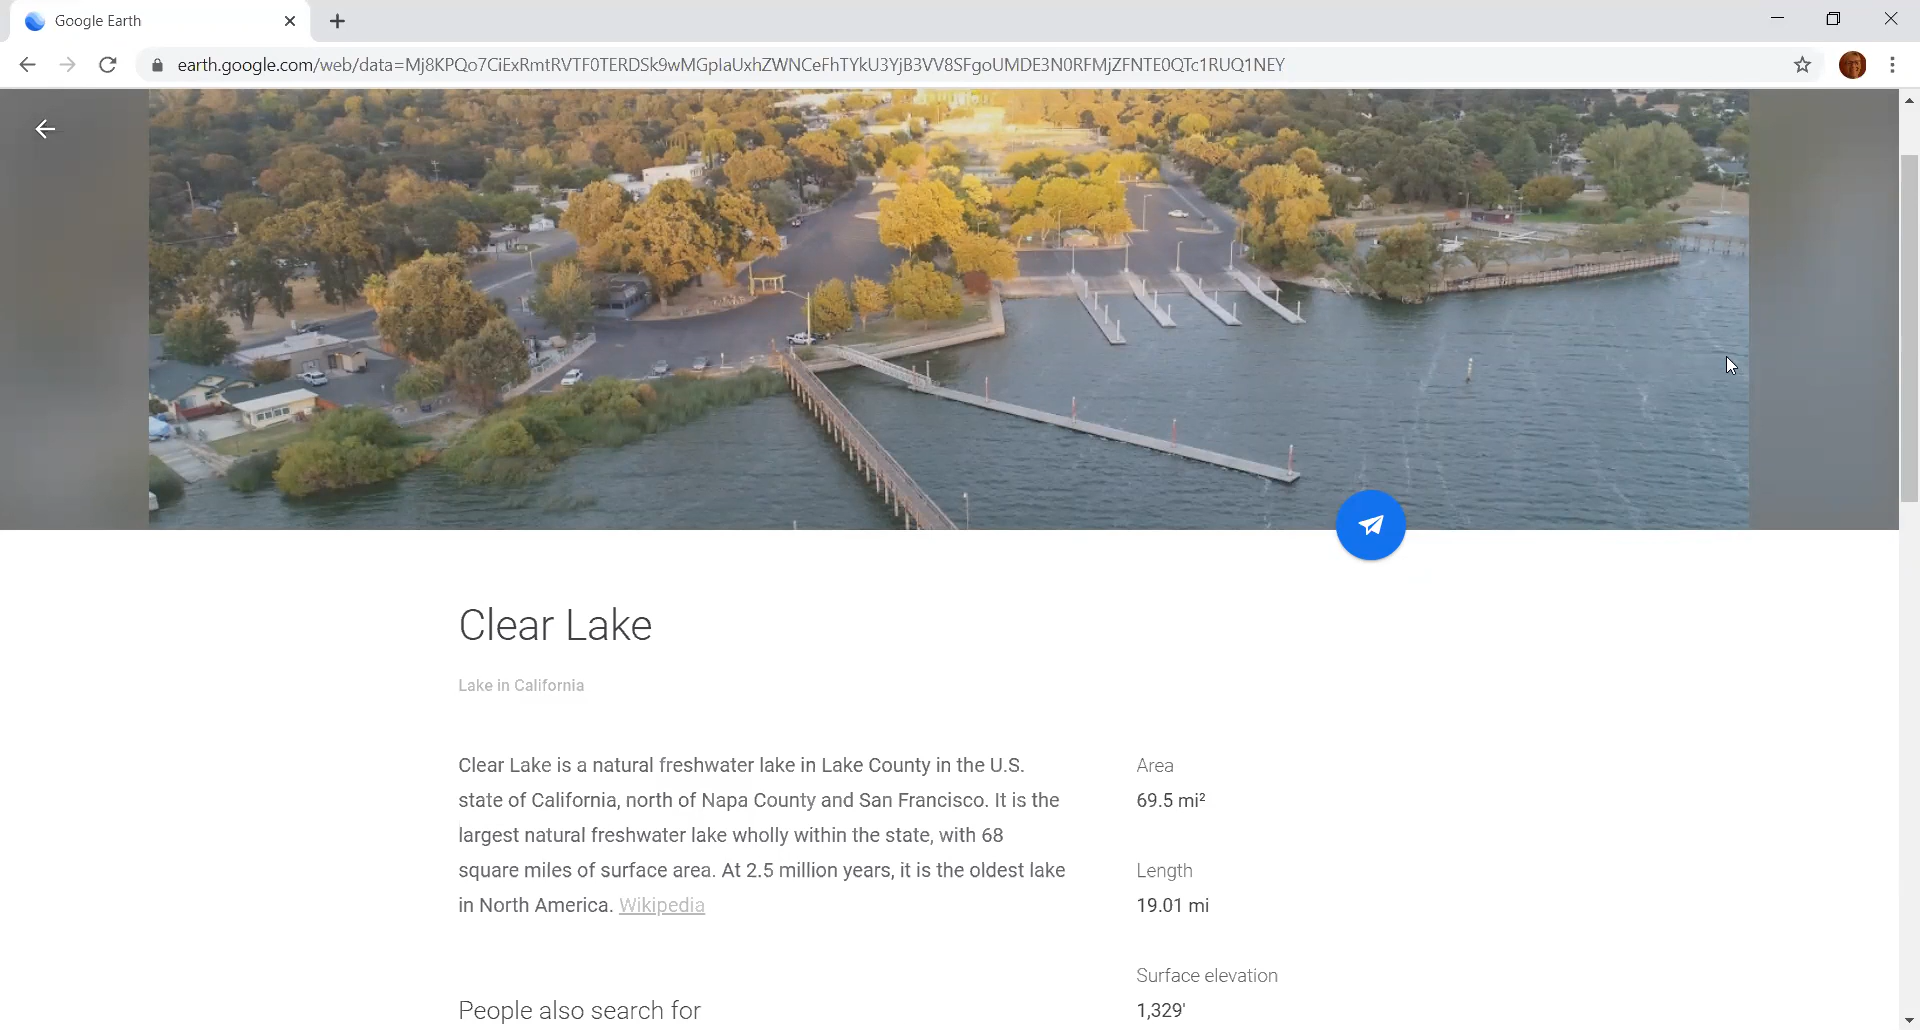 Google Earth
earth.google.com/web/data=Mj8KPQo7CiExRmtRVTF0TERDSk9wMGplaUxhZWNCeFhTYkU3YjB3VV8SFgoUMDE3N0RFMjZFNTE0QTc1RUQ1NEY
Clear Lake
Lake in California
Clear Lake is a natural freshwater lake in Lake County in the U.S.
state of California, north of Napa County and San Francisco. It is the
largest natural freshwater lake wholly within the state, with 68
square miles of surface area. At 2.5 million years, it is the oldest lake
in North America. Wikipedia
Area
69.5 mi²
Length
19.01 mi
Surface elevation
1,329'
People also search for